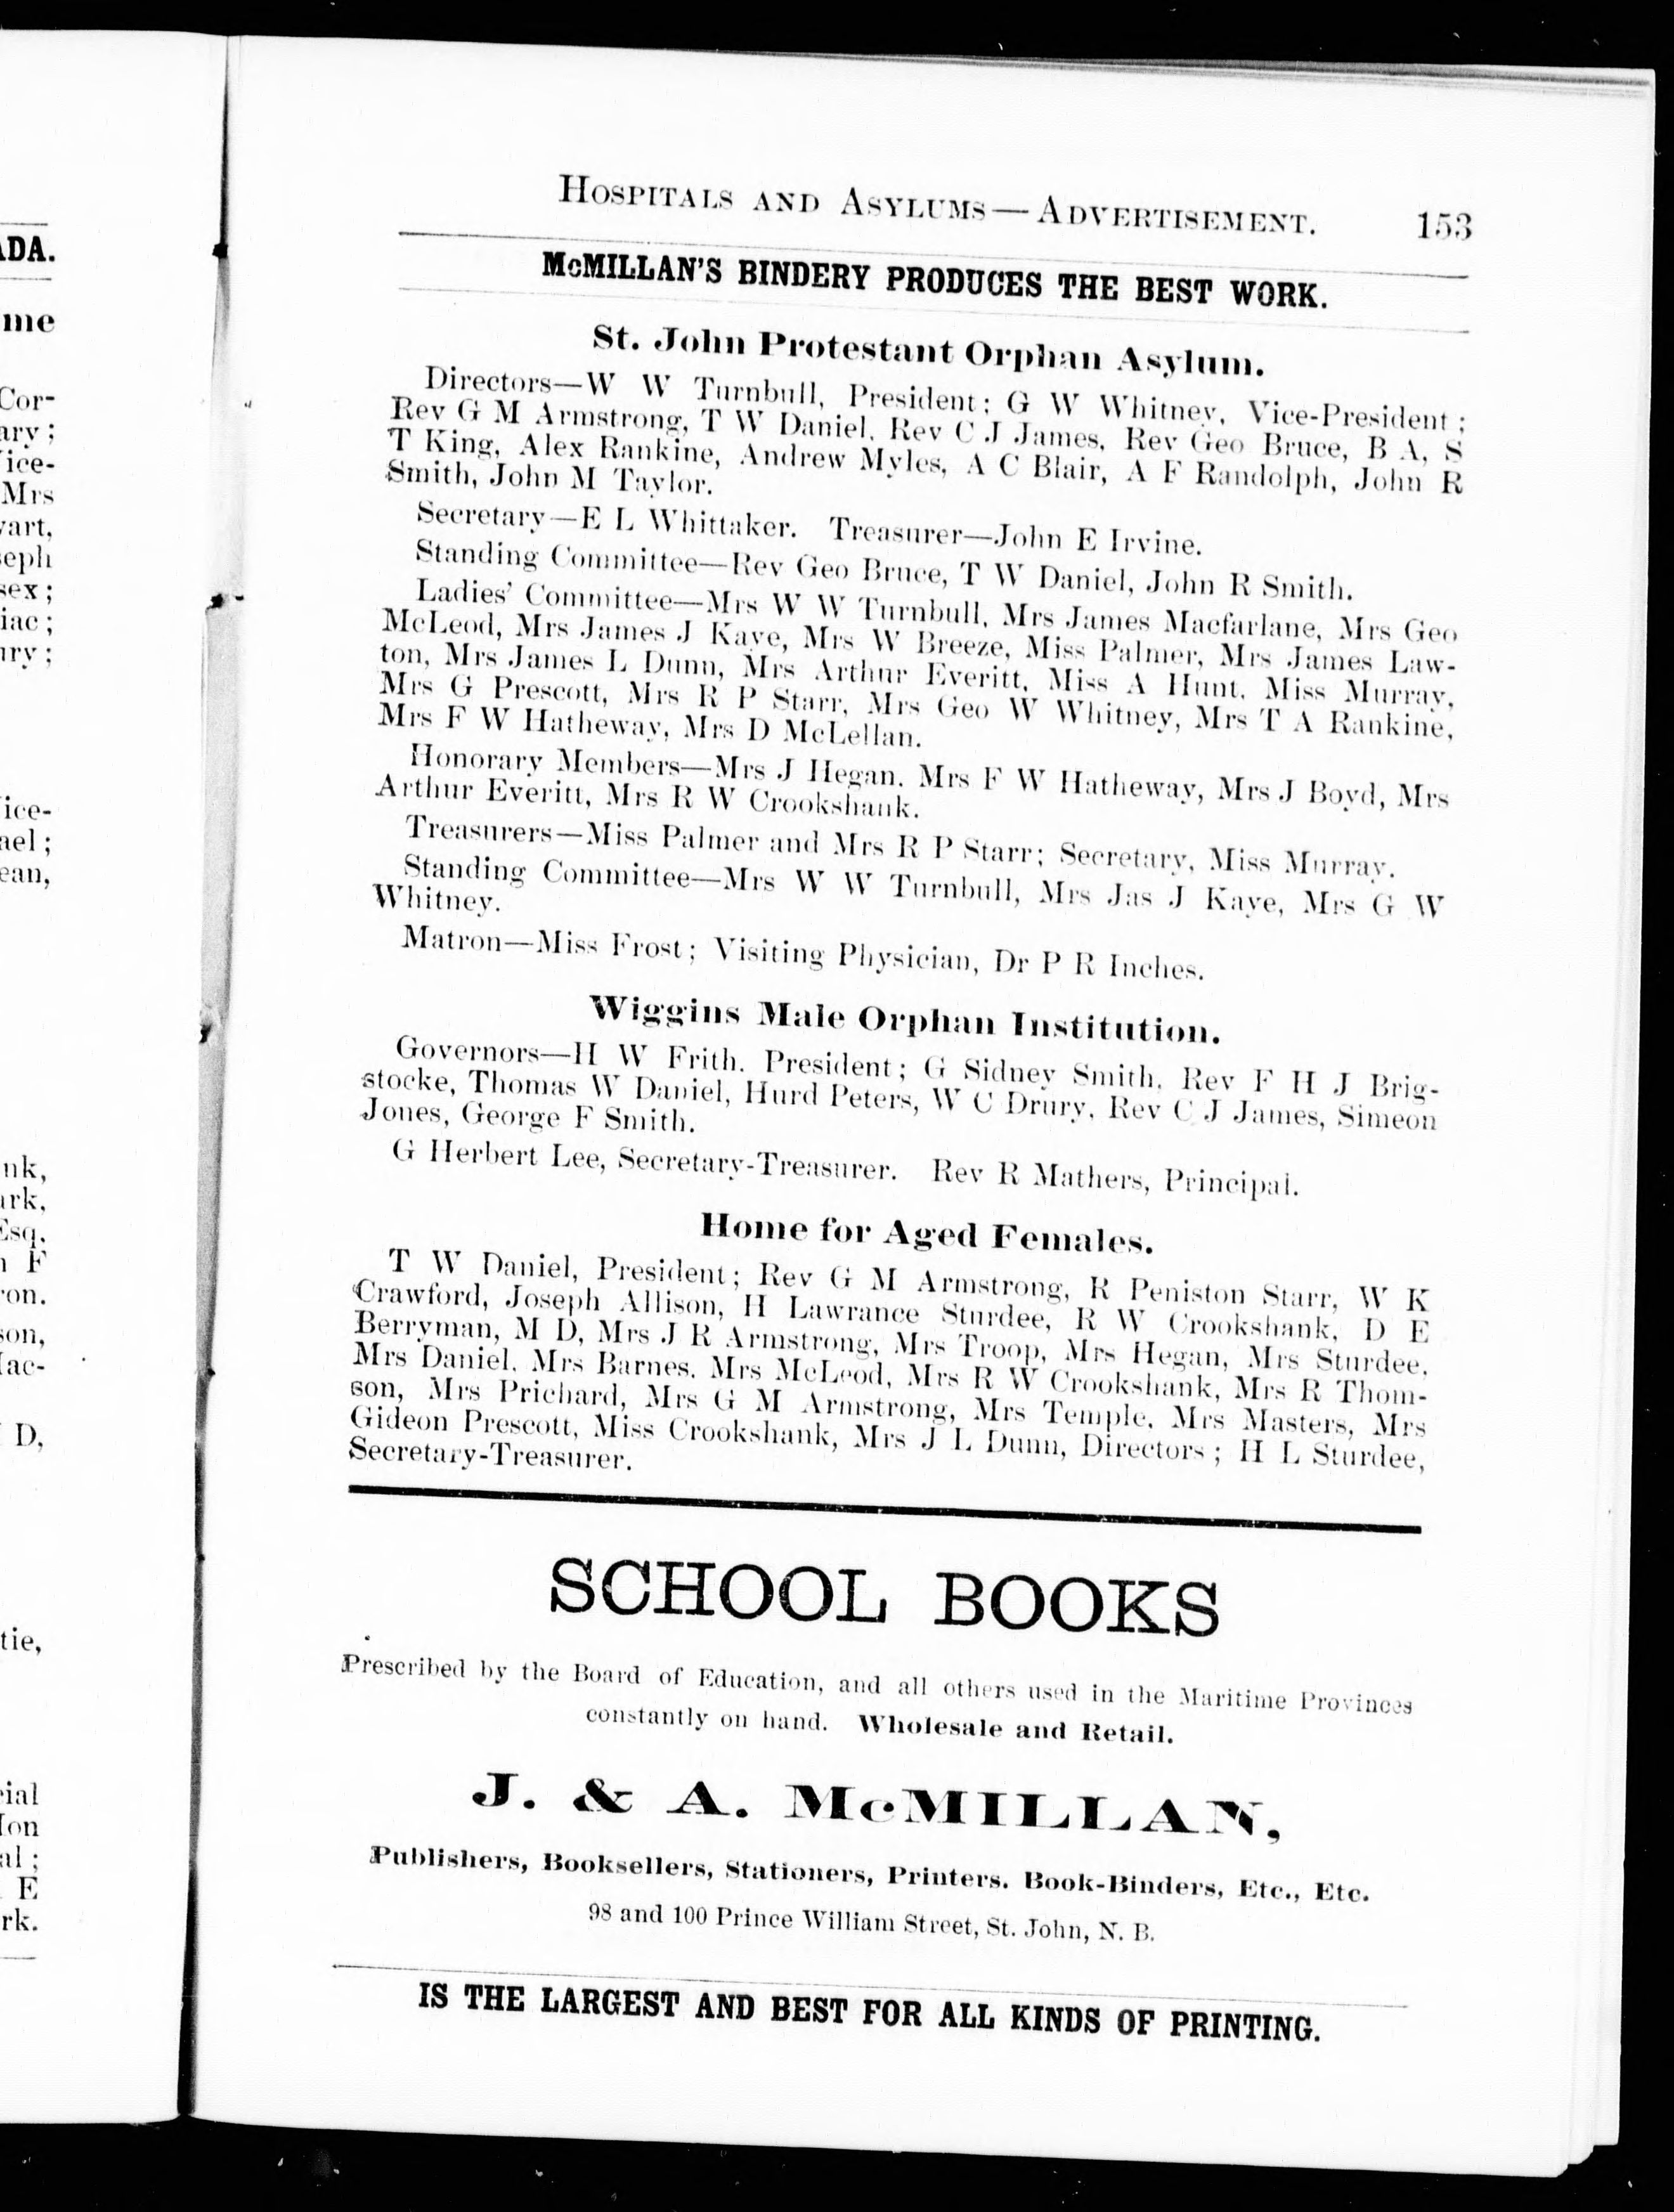 HOSPITALS AND ASYLUMS—ADVERTISEMENT. 153
McMILLAN'S BINDERY PRODUCES THE BEST WORK.
St. John Protestant Orphan Asylum.
Directors—W W Turnbull, President; G W Whitney, Vice-President;
Rev G M Armstrong, T W Daniel, Rev C J James, Rev Geo Bruce, B A, S
T King, Alex Rankine, Andrew Myles, A C Blair, A F Randolph, John R
Smith, John M Taylor.
Secretary—E L Whittaker. Treasurer—John E Irvine.
Standing Committee—Rev Geo Bruce, T W Daniel, John R Smith.
Ladies' Committee—Mrs W W Turnbull, Mrs James Macfarlane, Mrs Geo
McLeod, Mrs James J Kaye, Mrs W Breeze, Miss Palmer, Mrs James Law-
ton, Mrs James L Dunn, Mrs Arthur Everitt, Miss A Hunt, Miss Murray,
Mrs G Prescott, Mrs R P Starr, Mrs Geo W Whitney, Mrs T A Rankine,
Mrs F W Hatheway, Mrs D McLellan.
Honorary Members—Mrs J Hegan, Mrs F W Hatheway, Mrs J Boyd, Mrs
Arthur Everitt, Mrs R W Crookshank.
Treasurers—Miss Palmer and Mrs R P Starr; Secretary, Miss Murray.
Standing Committee—Mrs W W Turnbull, Mrs Jas J Kaye, Mrs G W
Whitney.
Matron—Miss Frost; Visiting Physician, Dr P R Inches.
Wiggins Male Orphan Institution.
Governors—H W Frith, President; G Sidney Smith, Rev F H J Brig-
stocke, Thomas W Daniel, Hurd Peters, W C Drury, Rev C J James, Simeon
Jones, George F Smith.
G Herbert Lee, Secretary-Treasurer. Rev R Mathers, Principal.
Home for Aged Females.
T W Daniel, President; Rev G M Armstrong, R Peniston Starr, W K
Crawford, Joseph Allison, H Lawrance Sturdee, R W Crookshank, D E
Berryman, M D, Mrs J R Armstrong, Mrs Troop, Mrs Hegan, Mrs Sturdee,
Mrs Daniel, Mrs Barnes, Mrs McLeod, Mrs R W Crookshank, Mrs R Thom-
son, Mrs Prichard, Mrs G M Armstrong, Mrs Temple, Mrs Masters, Mrs
Gideon Prescott, Miss Crookshank, Mrs J L Dunn, Directors; H L Sturdee,
Secretary-Treasurer.
SCHOOL BOOKS
Prescribed by the Board of Education, and all others used in the Maritime Provinces
constantly on hand. Wholesale and Retail.
J. & A. McMILLAN,
Publishers, Booksellers, Stationers, Printers, Book-Binders, Etc., Etc.
98 and 100 Prince William Street, St. John, N. B.
IS THE LARGEST AND BEST FOR ALL KINDS OF PRINTING.